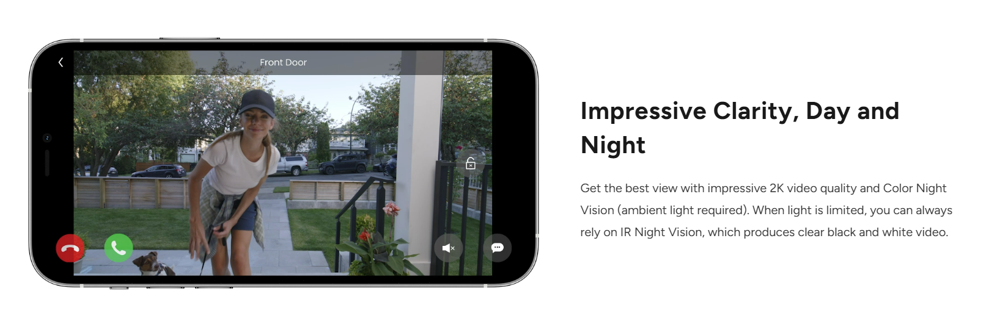 Front Door
Impressive Clarity, Day and
Night
Get the best view with impressive 2K video quality and Color Night
Vision (ambient light required). When light is limited, you can always
rely on IR Night Vision, which produces clear black and white video.